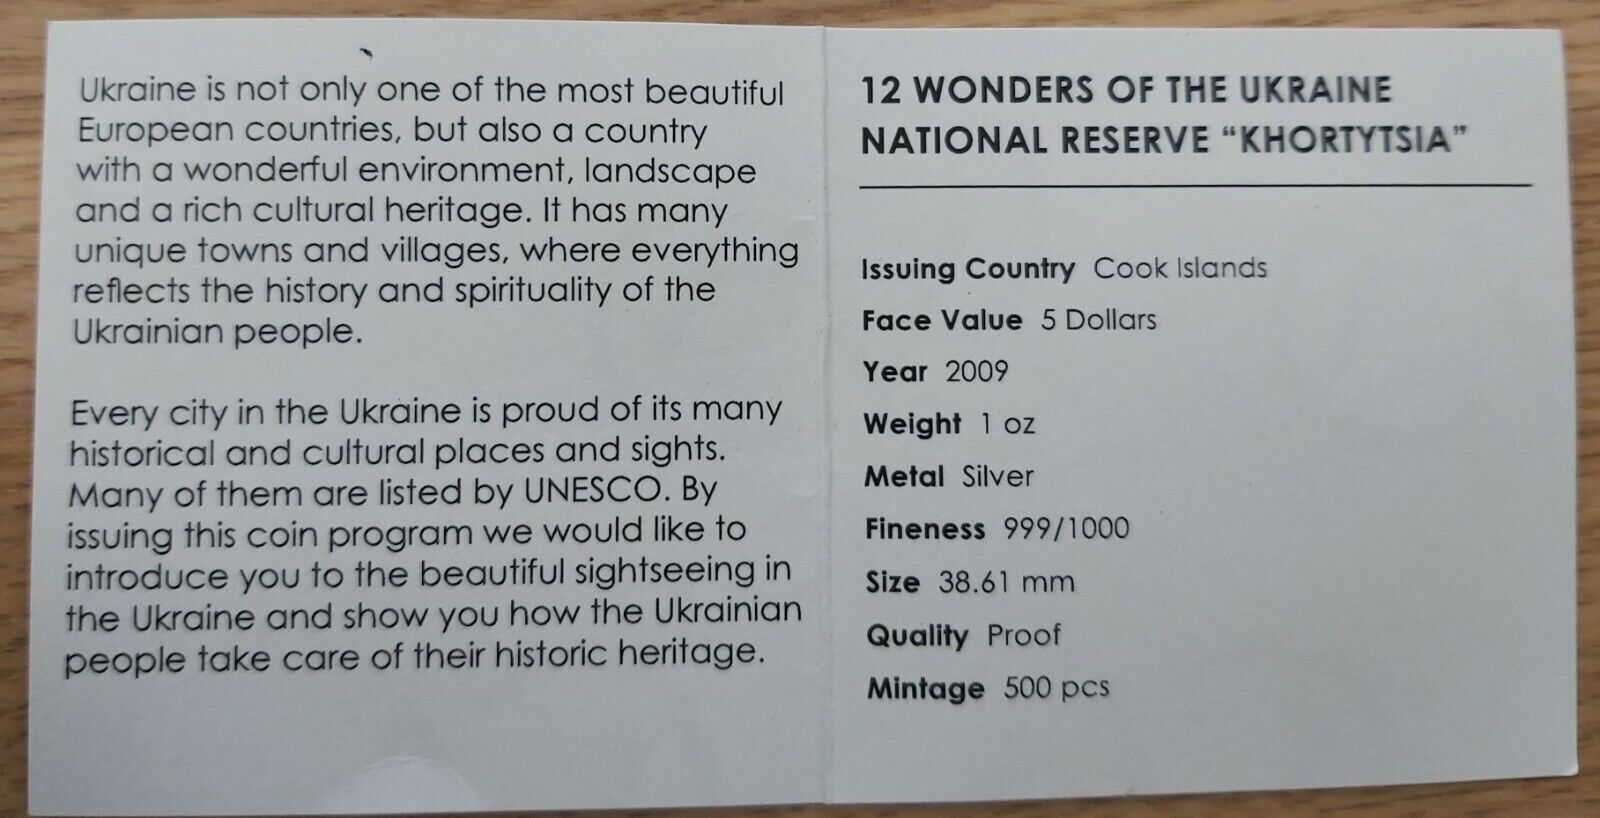 Ukraine is not only one of the most beautiful
European countries, but also a country
with a wonderful environment, landscape
and a rich cultural heritage. It has many
unique towns and villages, where everything
reflects the history and spirituality of the
Ukrainian people.
Every city in the Ukraine is proud of its many
historical and cultural places and sights.
Many of them are listed by UNESCO. By
issuing this coin program we would like to
introduce you to the beautiful sightseeing in
the Ukraine and show you how the Ukrainian
people take care of their historic heritage.
12 WONDERS OF THE UKRAINE
NATIONAL RESERVE “KHORTYTSIA”
Issuing Country Cook Islands
Face Value 5 Dollars
Year 2009
Weight 1 oz
Metal Silver
Fineness 999/1000
Size 38.61 mm
Quality Proof
Mintage 500 pcs